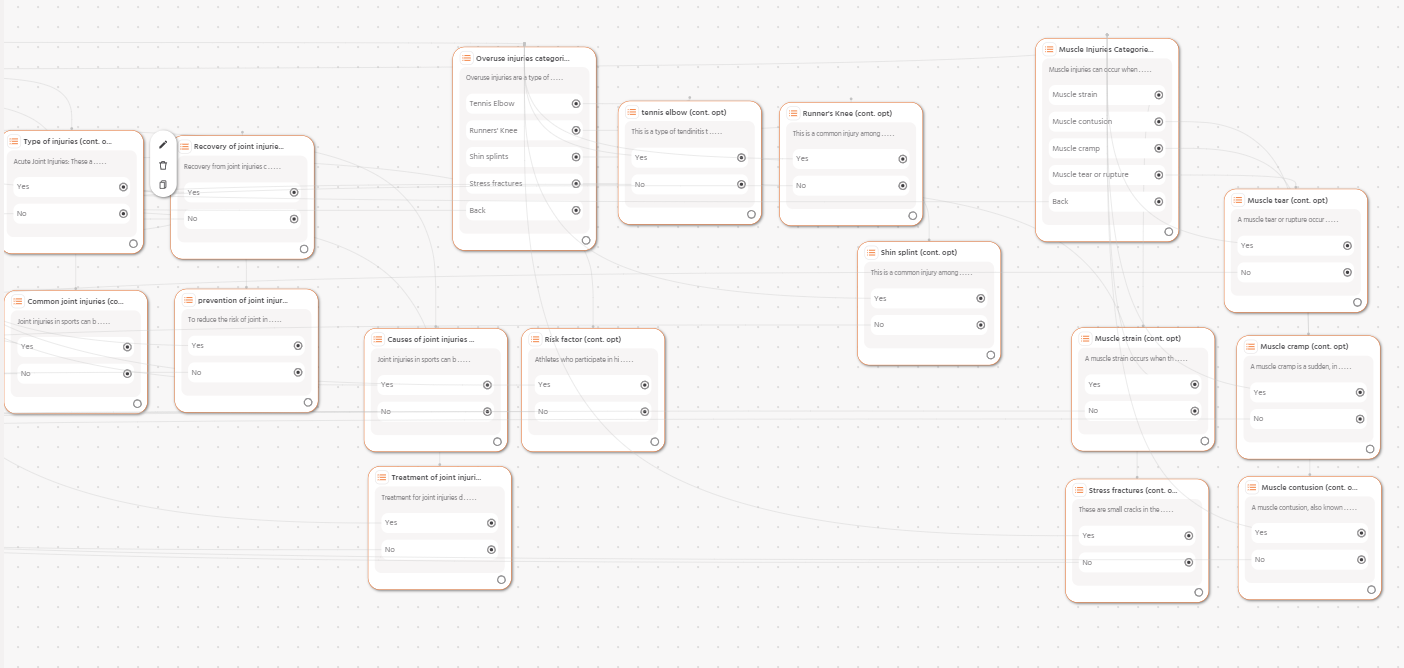 Type of injuries (cont. o...
Acute Joint Injuries: These a.....
Yes
No
Recovery of joint injurie...
Recovery from joint injuries c.....
Yes
No
Overuse injuries categori...
Overuse injuries are a type of .....
Tennis Elbow
Runners' Knee
Shin splints
Stress fractures
Back
tennis elbow (cont. opt)
This is a type of tendinitis t.....
Yes
No
Runner's Knee (cont. opt)
This is a common injury among.....
Yes
No
Muscle Injuries Categorie...
Muscle injuries can occur when.....
Muscle strain
Muscle contusion
Muscle cramp
Muscle tear or rupture
Back
Muscle tear (cont. opt)
A muscle tear or rupture occur.....
Yes
No
Shin splint (cont. opt)
This is a common injury among.....
Yes
No
Common joint injuries (co...
Joint injuries in sports can b.....
Yes
No
prevention of joint injur...
To reduce the risk of joint in.....
Yes
No
Causes of joint injuries ...
Joint injuries in sports can b.....
Yes
No
Risk factor (cont. opt)
Athletes who participate in hi.....
Yes
No
Muscle strain (cont. opt)
A muscle strain occurs when th.....
Yes
No
Muscle cramp (cont. opt)
A muscle cramp is a sudden, in.....
Yes
No
Treatment of joint injuri...
Treatment for joint injuries d.....
Yes
No
Stress fractures (cont. o...
These are small cracks in the.....
Yes
No
Muscle contusion (cont. o...
A muscle contusion, also known.....
Yes
No